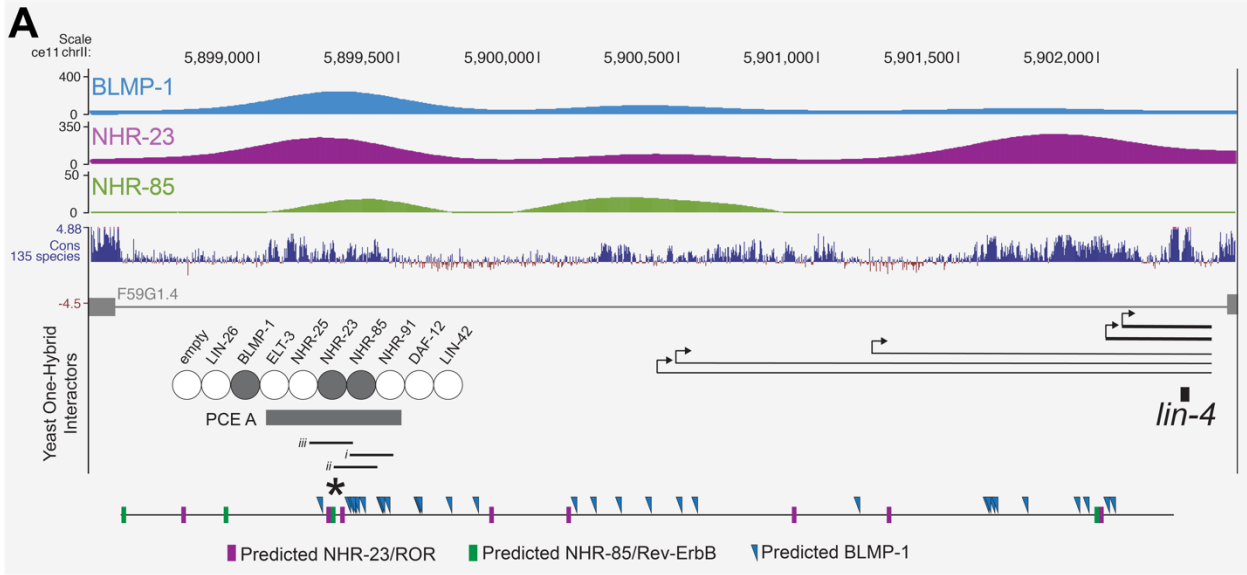 A
Scale
ce11 chrII:
5,899,000 5,899,500 5,900,000 5,900,500 5,901,000 5,901,500 5,902,000
BLMP-1
400
0
NHR-23
350
0
NHR-85
50
0
4.88
Cons
135 species
-4.5
F59G1.4
Yeast One-Hybrid
Interactors
empty
LIN-26
BLMP-1
ELT-3
NHR-25
NHR-23
NHR-85
NHR-91
DAF-12
LIN-42
PCE A
iii
i
ii
*
lin-4
Predicted NHR-23/ROR Predicted NHR-85/Rev-ErbB Predicted BLMP-1